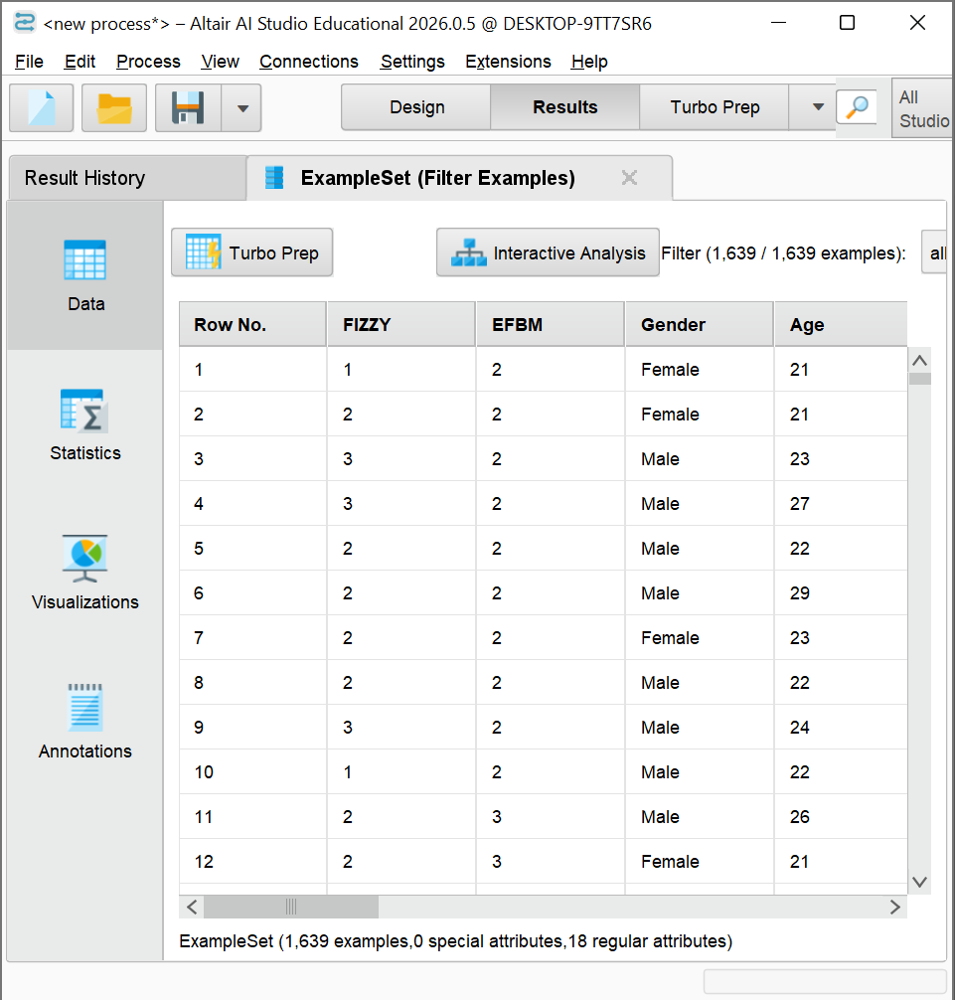 <new process*> – Altair AI Studio Educational 2026.0.5 @ DESKTOP-9TT7SR6
File Edit Process View Connections Settings Extensions Help
Design Results Turbo Prep All
Studio
Result History ExampleSet (Filter Examples)
Turbo Prep Interactive Analysis Filter (1,639 / 1,639 examples): all
Data
Statistics
Visualizations
Annotations
Row No. FIZZY EFBM Gender Age
1 1 2 Female 21
2 2 2 Female 21
3 3 2 Male 23
4 3 2 Male 27
5 2 2 Male 22
6 2 2 Male 29
7 2 2 Female 23
8 2 2 Male 22
9 3 2 Male 24
10 1 2 Male 22
11 2 3 Male 26
12 2 3 Female 21
ExampleSet (1,639 examples,0 special attributes,18 regular attributes)